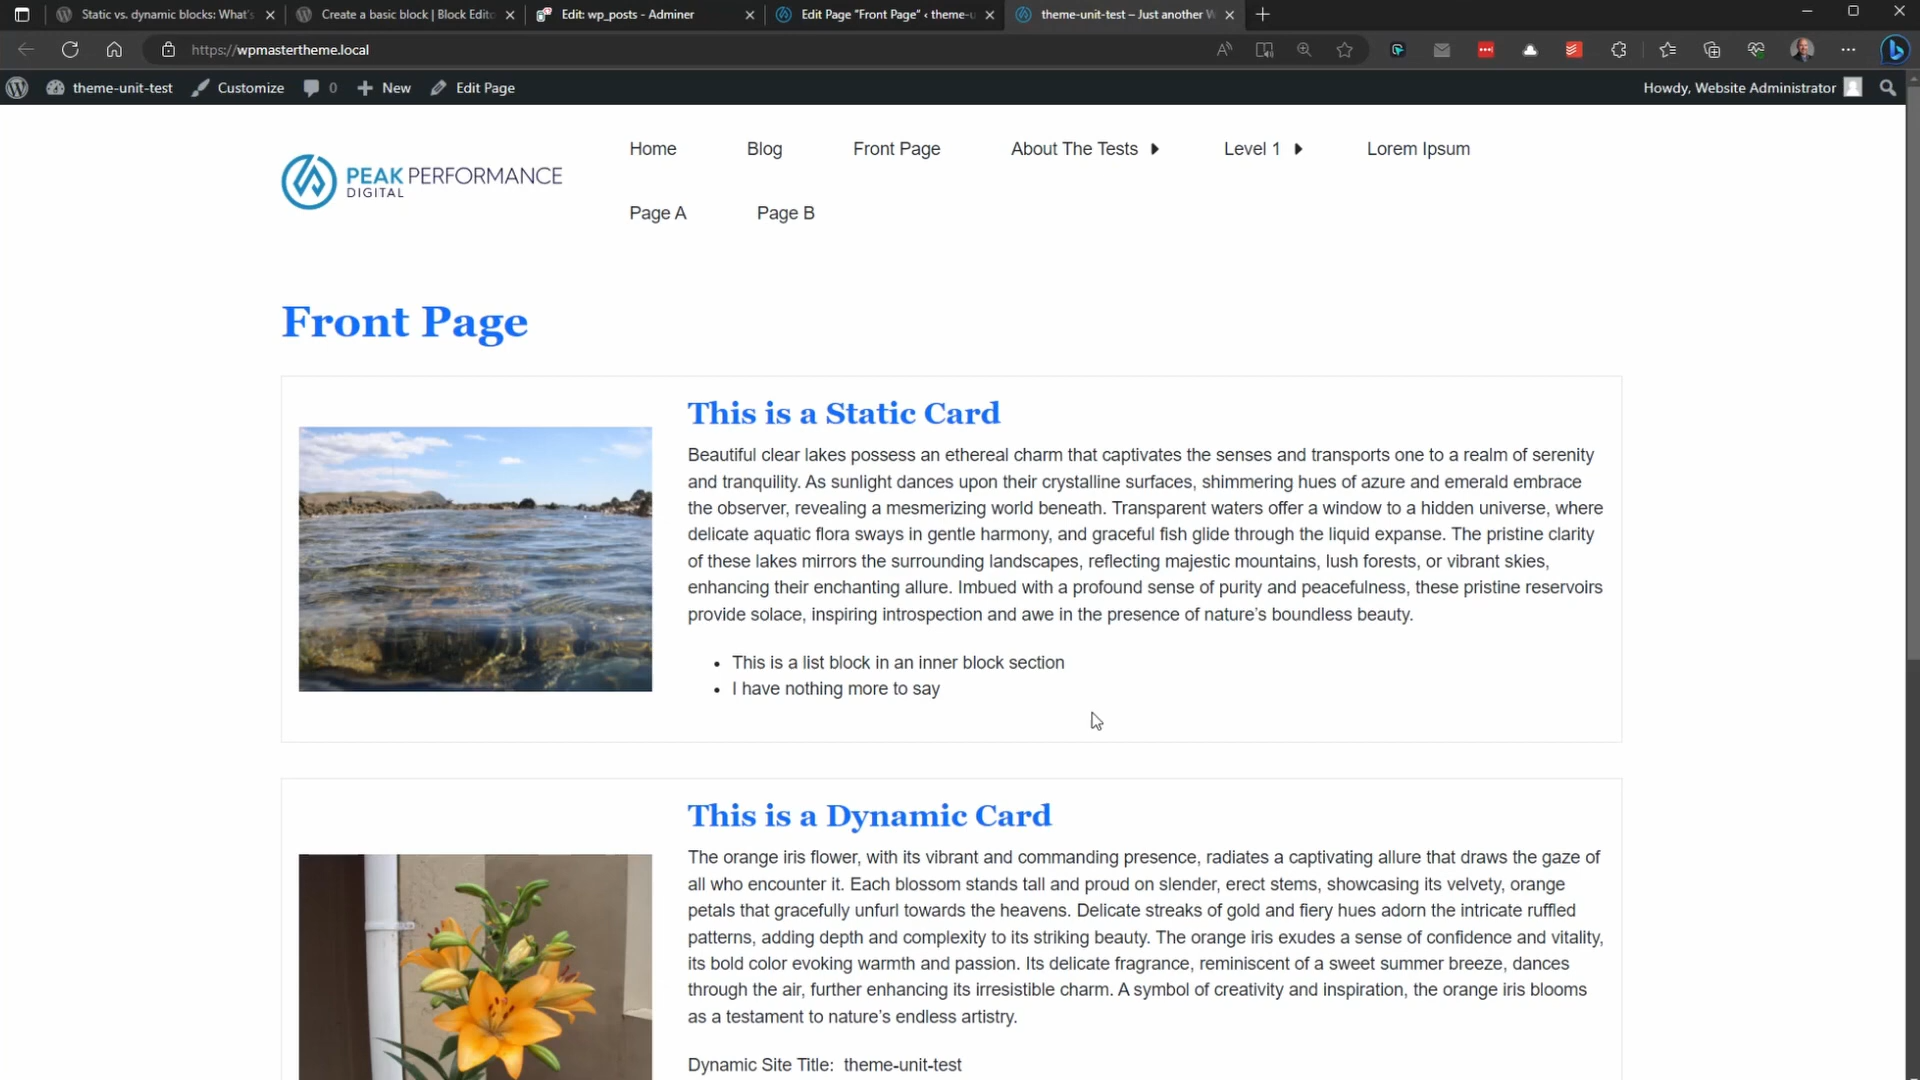 Static vs. dynamic blocks: What's
Create a basic block | Block Edito
Edit: wp_posts - Adminer
Edit Page "Front Page" ‹ theme-u
theme-unit-test – Just another W
https://wpmastertheme.local
theme-unit-test
Customize
0
New
Edit Page
Howdy, Website Administrator
PEAK PERFORMANCE
DIGITAL
Home
Blog
Front Page
About The Tests
Level 1
Lorem Ipsum
Page A
Page B
Front Page
This is a Static Card
Beautiful clear lakes possess an ethereal charm that captivates the senses and transports one to a realm of serenity
and tranquility. As sunlight dances upon their crystalline surfaces, shimmering hues of azure and emerald embrace
the observer, revealing a mesmerizing world beneath. Transparent waters offer a window to a hidden universe, where
delicate aquatic flora sways in gentle harmony, and graceful fish glide through the liquid expanse. The pristine clarity
of these lakes mirrors the surrounding landscapes, reflecting majestic mountains, lush forests, or vibrant skies,
enhancing their enchanting allure. Imbued with a profound sense of purity and peacefulness, these pristine reservoirs
provide solace, inspiring introspection and awe in the presence of nature’s boundless beauty.
• This is a list block in an inner block section
• I have nothing more to say
This is a Dynamic Card
The orange iris flower, with its vibrant and commanding presence, radiates a captivating allure that draws the gaze of
all who encounter it. Each blossom stands tall and proud on slender, erect stems, showcasing its velvety, orange
petals that gracefully unfurl towards the heavens. Delicate streaks of gold and fiery hues adorn the intricate ruffled
patterns, adding depth and complexity to its striking beauty. The orange iris exudes a sense of confidence and vitality,
its bold color evoking warmth and passion. Its delicate fragrance, reminiscent of a sweet summer breeze, dances
through the air, further enhancing its irresistible charm. A symbol of creativity and inspiration, the orange iris blooms
as a testament to nature’s endless artistry.
Dynamic Site Title: theme-unit-test